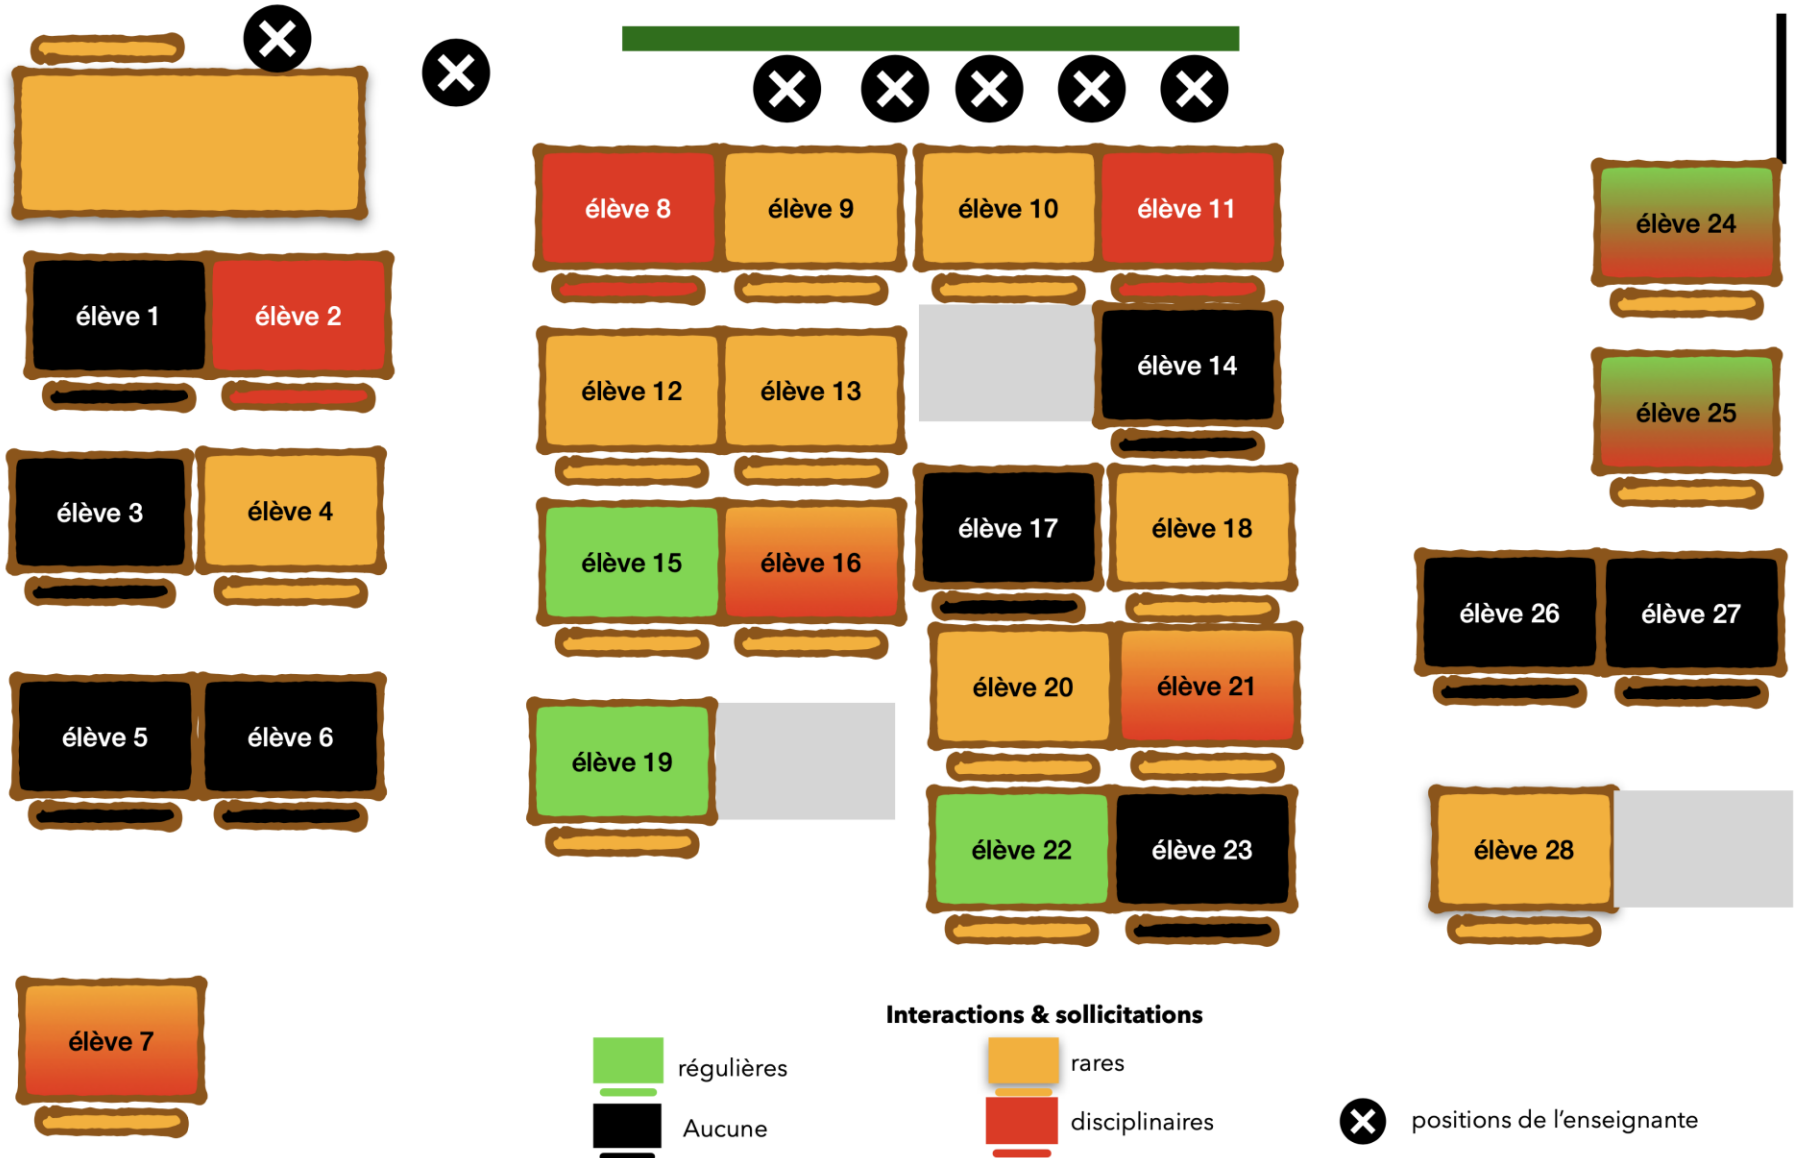 élève 1
élève 2
élève 3
élève 4
élève 5
élève 6
élève 7
élève 8
élève 9
élève 10
élève 11
élève 12
élève 13
élève 14
élève 15
élève 16
élève 17
élève 18
élève 19
élève 20
élève 21
élève 22
élève 23
élève 24
élève 25
élève 26
élève 27
élève 28
Interactions & sollicitations
régulières
rares
Aucune
disciplinaires
positions de l'enseignante